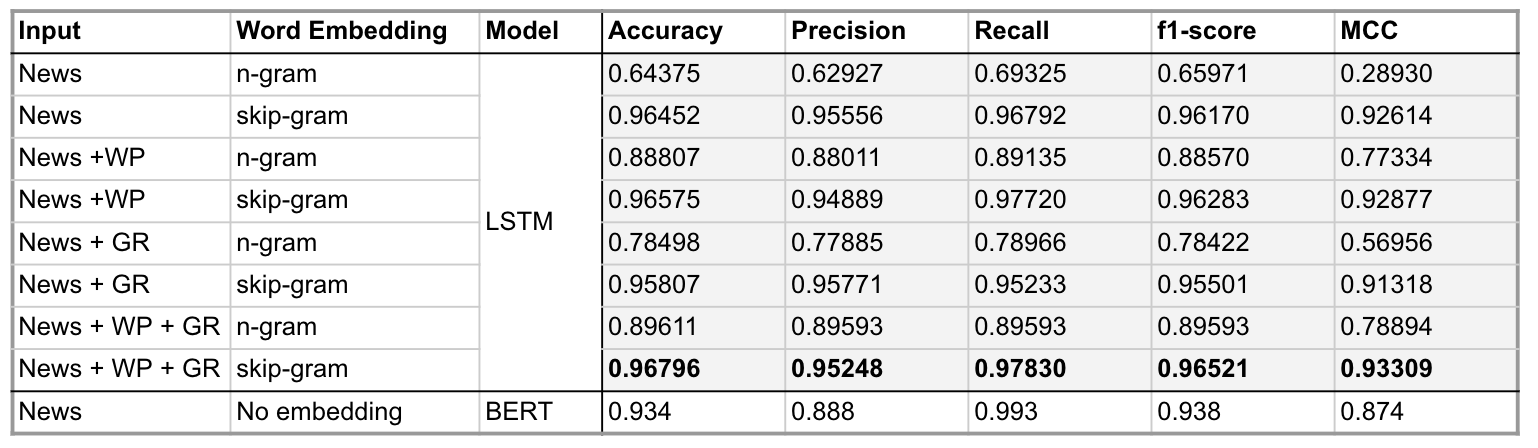 Input Word Embedding Model Accuracy Precision Recall f1-score MCC
News n-gram 0.64375 0.62927 0.69325 0.65971 0.28930
News skip-gram 0.96452 0.95556 0.96792 0.96170 0.92614
News +WP n-gram 0.88807 0.88011 0.89135 0.88570 0.77334
News +WP skip-gram 0.96575 0.94889 0.97720 0.96283 0.92877
LSTM
News + GR n-gram 0.78498 0.77885 0.78966 0.78422 0.56956
News + GR skip-gram 0.95807 0.95771 0.95233 0.95501 0.91318
News + WP + GR n-gram 0.89611 0.89593 0.89593 0.89593 0.78894
News + WP + GR skip-gram 0.96796 0.95248 0.97830 0.96521 0.93309
News No embedding BERT 0.934 0.888 0.993 0.938 0.874